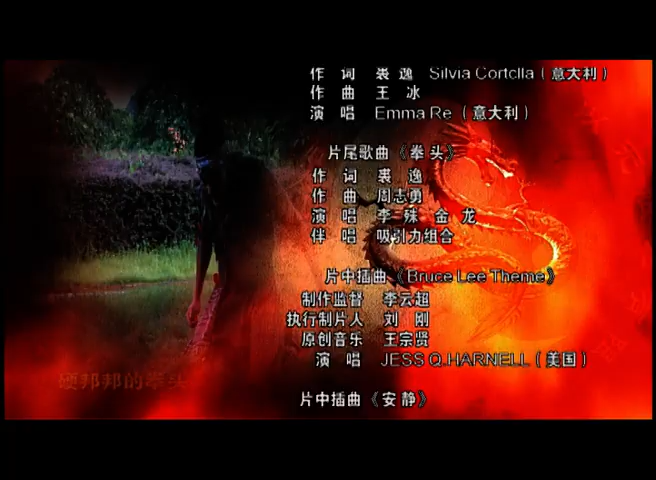 作 词 裘 逸 Silvia Cortclla（意大利）
作 曲 王 冰
演 唱 Emma Re（意大利）
片尾歌曲《拳 头》
作 词 裘 逸
作 曲 周志勇
演 唱 李 殊 金 龙
伴 唱 吸引力组合
片中插曲《Bruce Lee Theme》
制作监督 李云超
执行制片人 刘 刚
原创音乐 王宗贤
演 唱 JESS Q.HARNELL（美国）
硬邦邦的拳头
片中插曲《安 静》